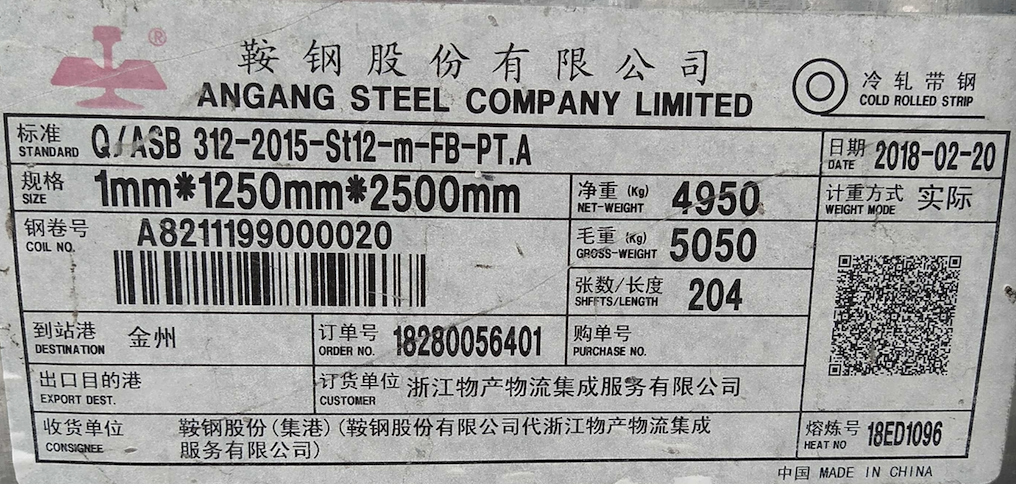 ®
鞍钢股份有限公司
ANGANG STEEL COMPANY LIMITED
冷轧带钢
COLD ROLLED STRIP
标准
STANDARD
Q/ASB 312-2015-St12-m-FB-PT.A
日期
DATE
2018-02-20
规格
SIZE
1mm*1250mm*2500mm
净重 (Kg)
NET-WEIGHT
4950
计重方式
WEIGHT MODE
实际
钢卷号
COIL NO.
A8211199000020
毛重 (Kg)
GROSS-WEIGHT
5050
张数/长度
SHFFTS/LENGTH
204
到站港
DESTINATION
金州
订单号
ORDER NO.
18280056401
购单号
PURCHASE NO.
出口目的港
EXPORT DEST.
订货单位
CUSTOMER
浙江物产物流集成服务有限公司
收货单位
CONSIGNEE
鞍钢股份(集港)(鞍钢股份有限公司代浙江物产物流集成
服务有限公司)
熔炼号
HEAT NO
18ED1096
中国 MADE IN CHINA